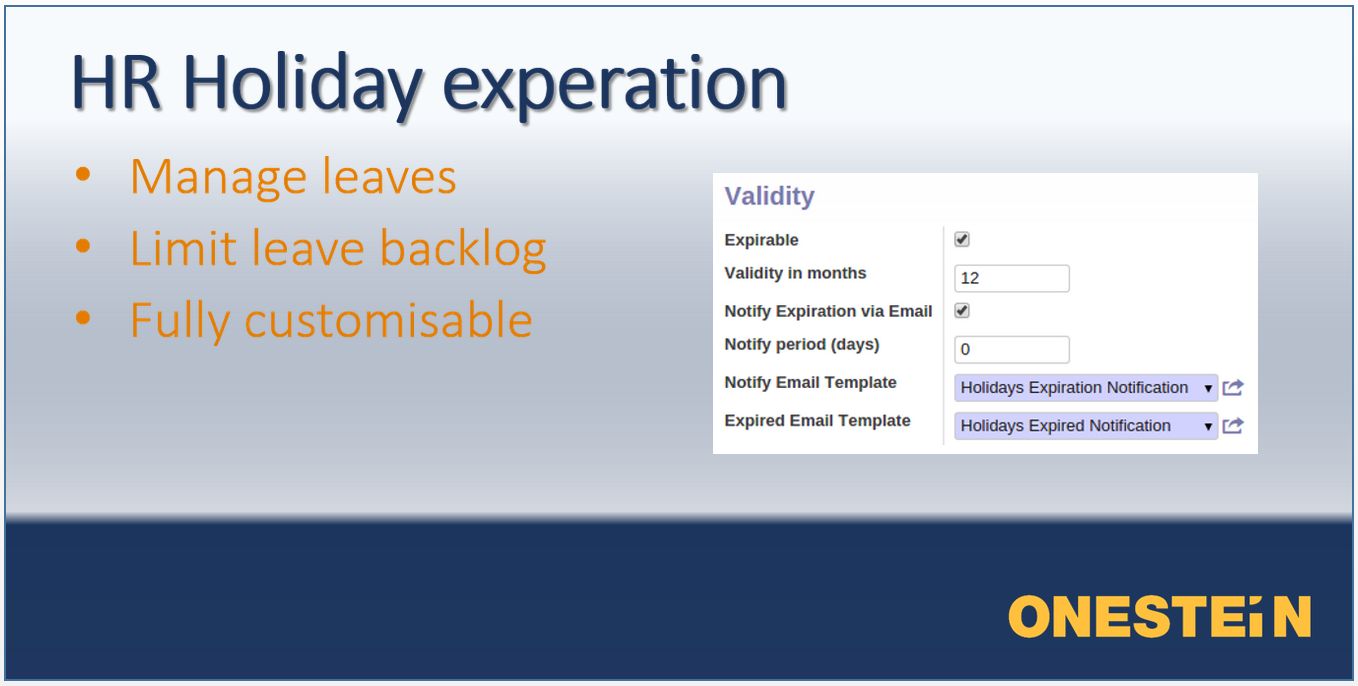 HR Holiday experation
• Manage leaves
• Limit leave backlog
• Fully customisable
Validity
Expirable
Validity in months 12
Notify Expiration via Email
Notify period (days) 0
Notify Email Template Holidays Expiration Notification
Expired Email Template Holidays Expired Notification
ONESTEiN